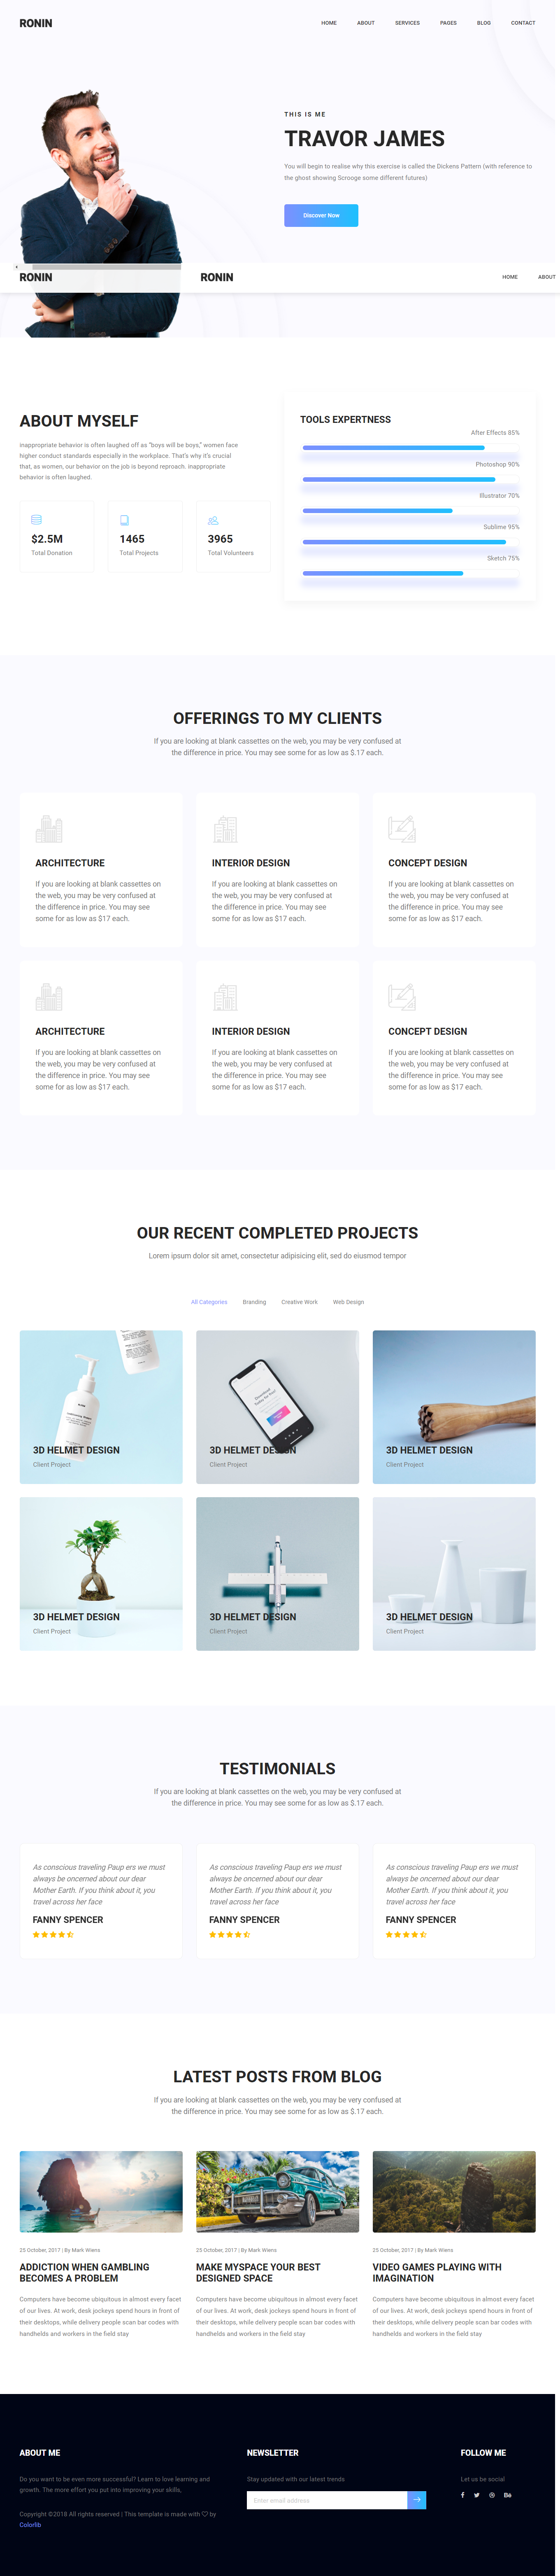 RONIN
HOME ABOUT SERVICES PAGES BLOG CONTACT
THIS IS ME
TRAVOR JAMES
You will begin to realise why this exercise is called the Dickens Pattern (with reference to
the ghost showing Scrooge some different futures)
Discover Now
RONIN
RONIN
HOME ABOUT
ABOUT MYSELF
inappropriate behavior is often laughed off as “boys will be boys,” women face
higher conduct standards especially in the workplace. That’s why it’s crucial
that, as women, our behavior on the job is beyond reproach. inappropriate
behavior is often laughed.
$2.5M
Total Donation
1465
Total Projects
3965
Total Volunteers
TOOLS EXPERTNESS
After Effects 85%
Photoshop 90%
Illustrator 70%
Sublime 95%
Sketch 75%
OFFERINGS TO MY CLIENTS
If you are looking at blank cassettes on the web, you may be very confused at
the difference in price. You may see some for as low as $.17 each.
ARCHITECTURE
If you are looking at blank cassettes on
the web, you may be very confused at
the difference in price. You may see
some for as low as $17 each.
INTERIOR DESIGN
If you are looking at blank cassettes on
the web, you may be very confused at
the difference in price. You may see
some for as low as $17 each.
CONCEPT DESIGN
If you are looking at blank cassettes on
the web, you may be very confused at
the difference in price. You may see
some for as low as $17 each.
ARCHITECTURE
If you are looking at blank cassettes on
the web, you may be very confused at
the difference in price. You may see
some for as low as $17 each.
INTERIOR DESIGN
If you are looking at blank cassettes on
the web, you may be very confused at
the difference in price. You may see
some for as low as $17 each.
CONCEPT DESIGN
If you are looking at blank cassettes on
the web, you may be very confused at
the difference in price. You may see
some for as low as $17 each.
OUR RECENT COMPLETED PROJECTS
Lorem ipsum dolor sit amet, consectetur adipisicing elit, sed do eiusmod tempor
All Categories Branding Creative Work Web Design
3D HELMET DESIGN
Client Project
3D HELMET DESIGN
Client Project
3D HELMET DESIGN
Client Project
3D HELMET DESIGN
Client Project
3D HELMET DESIGN
Client Project
3D HELMET DESIGN
Client Project
TESTIMONIALS
If you are looking at blank cassettes on the web, you may be very confused at
the difference in price. You may see some for as low as $.17 each.
As conscious traveling Paup ers we must
always be oncerned about our dear
Mother Earth. If you think about it, you
travel across her face
FANNY SPENCER
As conscious traveling Paup ers we must
always be oncerned about our dear
Mother Earth. If you think about it, you
travel across her face
FANNY SPENCER
As conscious traveling Paup ers we must
always be oncerned about our dear
Mother Earth. If you think about it, you
travel across her face
FANNY SPENCER
LATEST POSTS FROM BLOG
If you are looking at blank cassettes on the web, you may be very confused at
the difference in price. You may see some for as low as $.17 each.
25 October, 2017 | By Mark Wiens
ADDICTION WHEN GAMBLING
BECOMES A PROBLEM
Computers have become ubiquitous in almost every facet
of our lives. At work, desk jockeys spend hours in front of
their desktops, while delivery people scan bar codes with
handhelds and workers in the field stay
25 October, 2017 | By Mark Wiens
MAKE MYSPACE YOUR BEST
DESIGNED SPACE
Computers have become ubiquitous in almost every facet
of our lives. At work, desk jockeys spend hours in front of
their desktops, while delivery people scan bar codes with
handhelds and workers in the field stay
25 October, 2017 | By Mark Wiens
VIDEO GAMES PLAYING WITH
IMAGINATION
Computers have become ubiquitous in almost every facet
of our lives. At work, desk jockeys spend hours in front of
their desktops, while delivery people scan bar codes with
handhelds and workers in the field stay
ABOUT ME
Do you want to be even more successful? Learn to love learning and
growth. The more effort you put into improving your skills,
Copyright ©2018 All rights reserved | This template is made with ♡ by
Colorlib
NEWSLETTER
Stay updated with our latest trends
Enter email address
FOLLOW ME
Let us be social